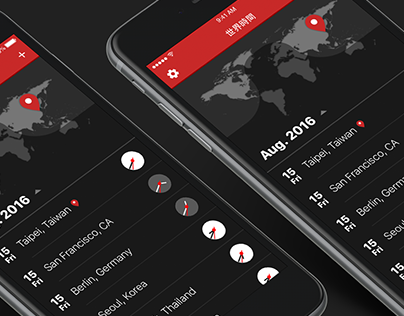 +
2016
15 Fri Taipei, Taiwan
15 Fri San Francisco, CA
15 Fri Berlin, Germany
15 Fri Seoul, Korea
Thailand
9:41 AM
世界時間
Aug. 2016
15 Fri Taipei, Taiwan
15 Fri San Francisco, CA
15 Fri Berlin, Germany
Seoul